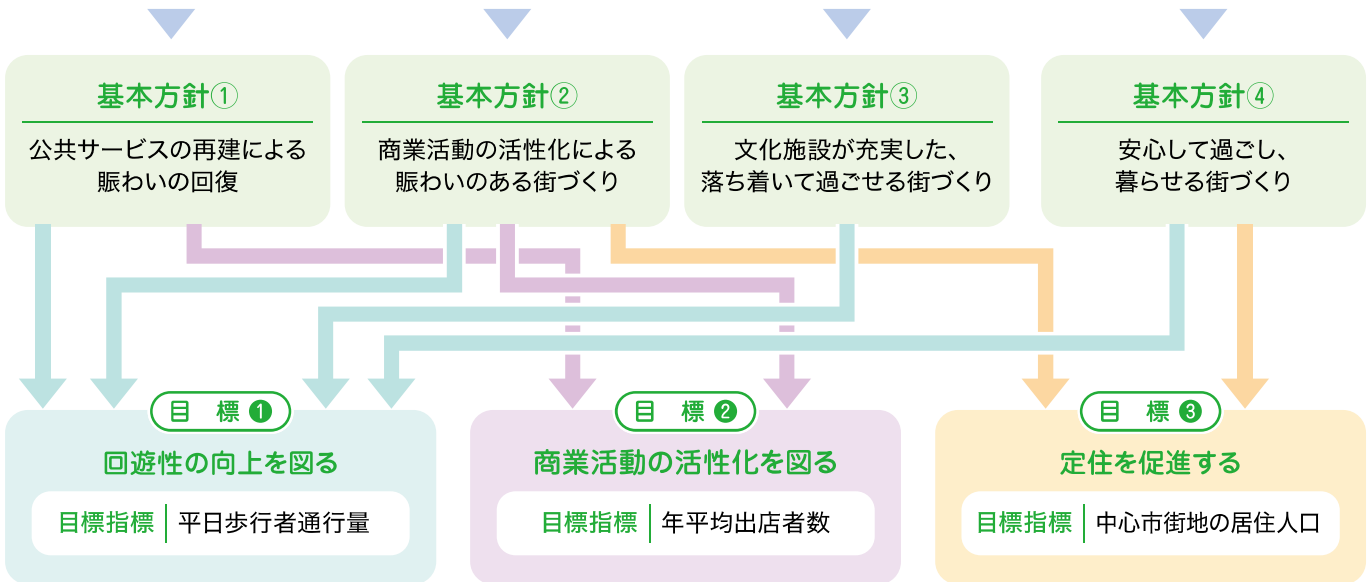 基本方針①
公共サービスの再建による
賑わいの回復
基本方針②
商業活動の活性化による
賑わいのある街づくり
基本方針③
文化施設が充実した、
落ち着いて過ごせる街づくり
基本方針④
安心して過ごし、
暮らせる街づくり
目 標❶
回遊性の向上を図る
目標指標 平日歩行者通行量
目 標❷
商業活動の活性化を図る
目標指標 年平均出店者数
目 標❸
定住を促進する
目標指標 中心市街地の居住人口